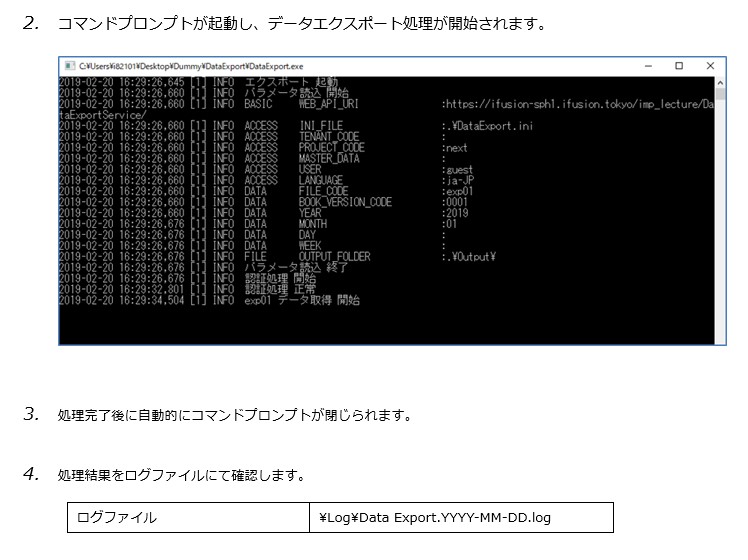 2. コマンドプロンプトが起動し、データエクスポート処理が開始されます。
C:¥Users¥i82101¥Desktop¥Dummy¥DataExport¥DataExport.exe
2019-02-20 16:29:26,645 [1] INFO エクスポート 起動
2019-02-20 16:29:26,660 [1] INFO パラメータ読込 開始
2019-02-20 16:29:26,660 [1] INFO BASIC WEB_API_URI :https://ifusion-sph1.ifusion.tokyo/imp_lecture/Da
taExportService/
2019-02-20 16:29:26,660 [1] INFO ACCESS INI_FILE :.¥DataExport.ini
2019-02-20 16:29:26,660 [1] INFO ACCESS TENANT_CODE :
2019-02-20 16:29:26,660 [1] INFO ACCESS PROJECT_CODE :next
2019-02-20 16:29:26,660 [1] INFO ACCESS MASTER_DATA :
2019-02-20 16:29:26,660 [1] INFO ACCESS USER :guest
2019-02-20 16:29:26,660 [1] INFO ACCESS LANGUAGE :ja-JP
2019-02-20 16:29:26,660 [1] INFO DATA FILE_CODE :exp01
2019-02-20 16:29:26,660 [1] INFO DATA BOOK_VERSION_CODE :0001
2019-02-20 16:29:26,660 [1] INFO DATA YEAR :2019
2019-02-20 16:29:26,676 [1] INFO DATA MONTH :01
2019-02-20 16:29:26,676 [1] INFO DATA DAY :
2019-02-20 16:29:26,676 [1] INFO DATA WEEK :
2019-02-20 16:29:26,676 [1] INFO FILE OUTPUT_FOLDER :.¥Output¥
2019-02-20 16:29:26,676 [1] INFO パラメータ読込 終了
2019-02-20 16:29:26,676 [1] INFO 認証処理 開始
2019-02-20 16:29:32,801 [1] INFO 認証処理 正常
2019-02-20 16:29:34,504 [1] INFO exp01 データ取得 開始
3. 処理完了後に自動的にコマンドプロンプトが閉じられます。
4. 処理結果をログファイルにて確認します。
ログファイル ¥Log¥Data Export.YYYY-MM-DD.log